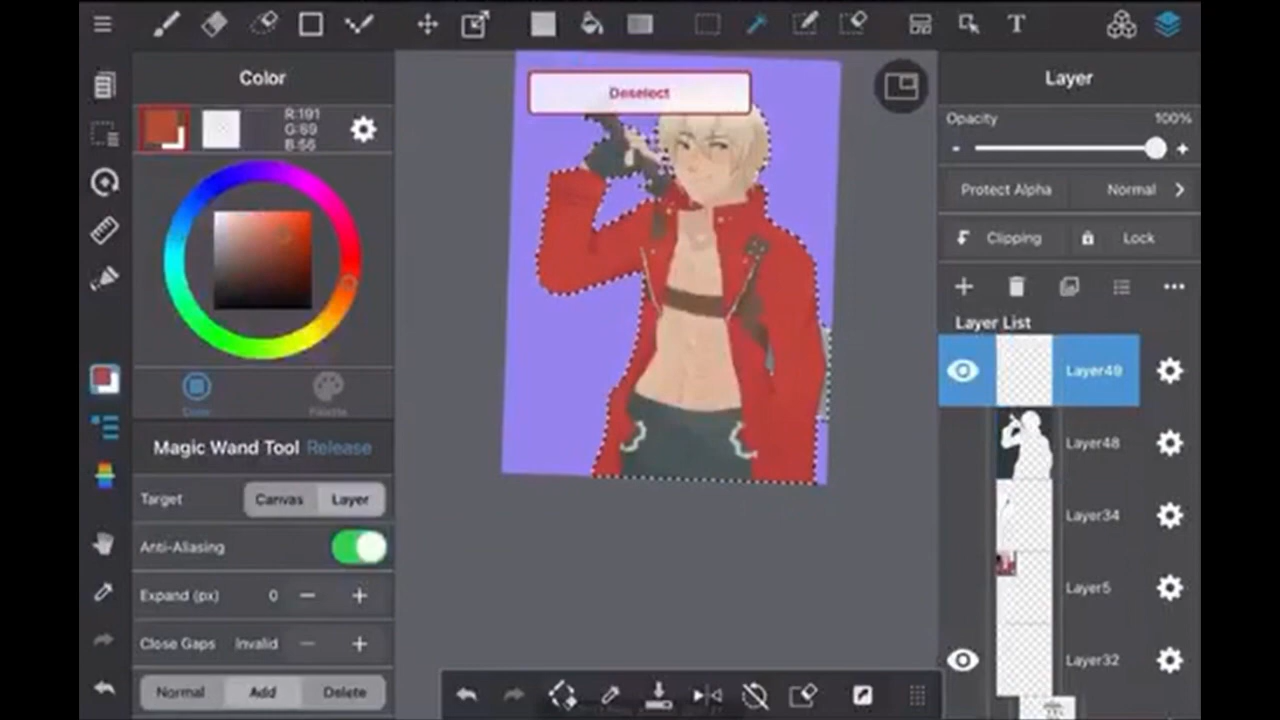 T
Color
Deselect
Layer
R:191
G:69
B:56
Opacity
100%
-
+
Protect Alpha
Normal
Clipping
Lock
Layer List
Layer49
Color
Palette
Layer48
Magic Wand Tool Release
Target
Canvas
Layer
Layer34
Anti-Aliasing
Layer5
Expand (px)
0
Close Gaps
Invalid
Layer32
Normal
Add
Delete